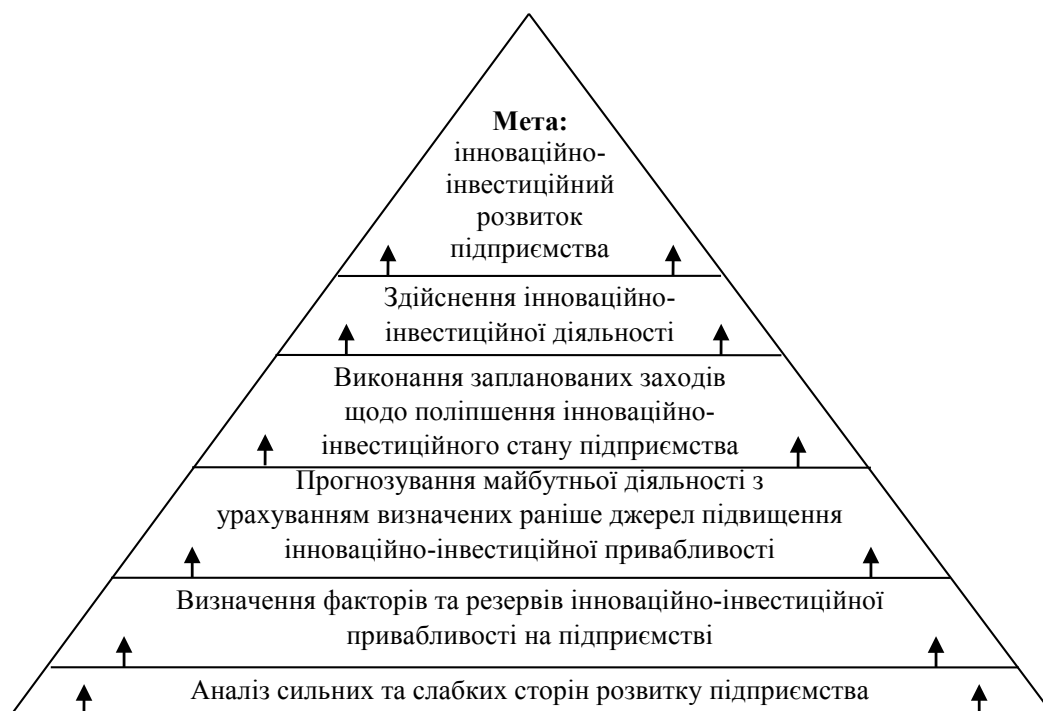 Мета:
інноваційно-
інвестиційний
розвиток
підприємства
Здійснення інноваційно-
інвестиційної діяльності
Виконання запланованих заходів
щодо поліпшення інноваційно-
інвестиційного стану підприємства
Прогнозування майбутньої діяльності з
урахуванням визначених раніше джерел підвищення
інноваційно-інвестиційної привабливості
Визначення факторів та резервів інноваційно-інвестиційної
привабливості на підприємстві
Аналіз сильних та слабких сторін розвитку підприємства